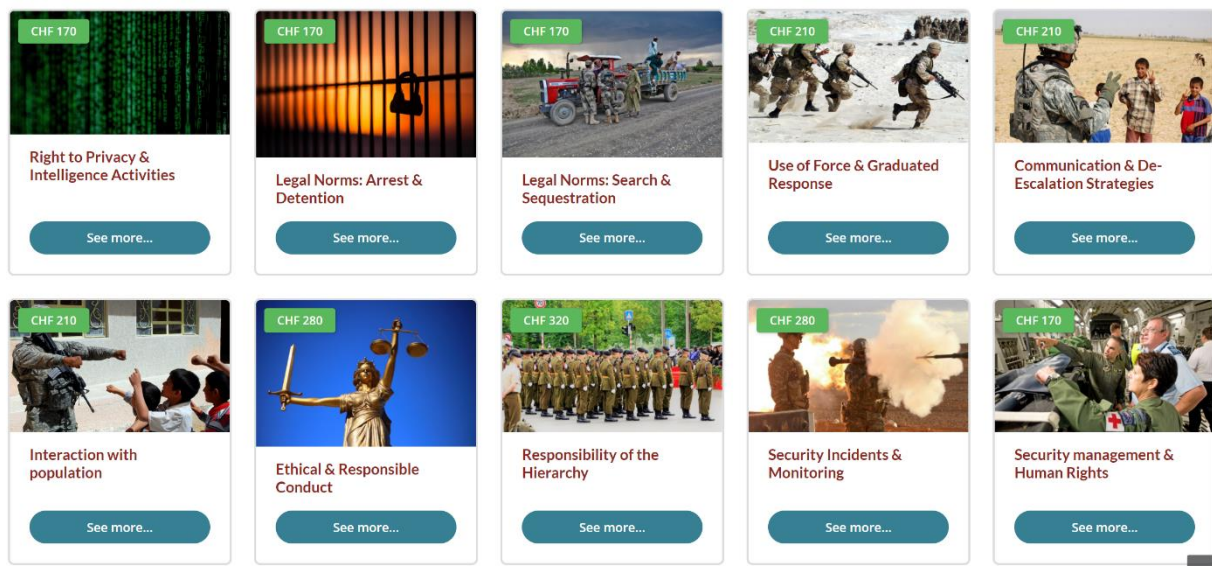 CHF 170
Right to Privacy &
Intelligence Activities
See more...
CHF 170
Legal Norms: Arrest &
Detention
See more...
CHF 170
Legal Norms: Search &
Sequestration
See more...
CHF 210
Use of Force & Graduated
Response
See more...
CHF 210
Communication & De-
Escalation Strategies
See more...
CHF 210
Interaction with
population
See more...
CHF 280
Ethical & Responsible
Conduct
See more...
CHF 320
Responsibility of the
Hierarchy
See more...
CHF 280
Security Incidents &
Monitoring
See more...
CHF 170
Security management &
Human Rights
See more...